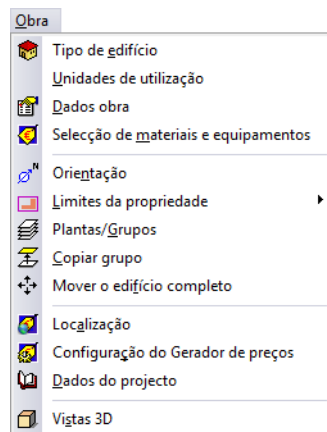 Obra
Tipo de edifício
Unidades de utilização
Dados obra
Selecção de materiais e equipamentos
Orientação
Limites da propriedade
Plantas/Grupos
Copiar grupo
Mover o edifício completo
Localização
Configuração do Gerador de preços
Dados do projecto
Vistas 3D